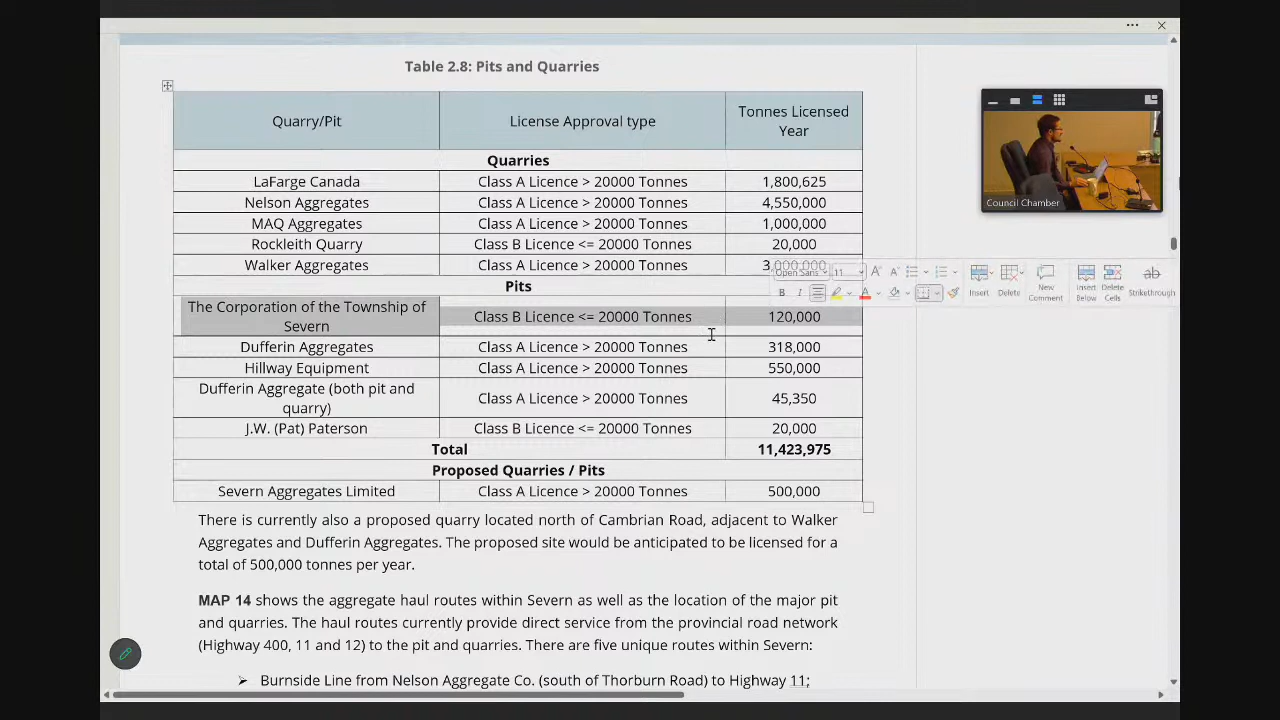 Table 2.8: Pits and Quarries
Quarry/Pit License Approval type Tonnes Licensed
Year
Quarries
LaFarge Canada Class A Licence > 20000 Tonnes 1,800,625
Nelson Aggregates Class A Licence > 20000 Tonnes 4,550,000
MAQ Aggregates Class A Licence > 20000 Tonnes 1,000,000
Rockleith Quarry Class B Licence <= 20000 Tonnes 20,000
Walker Aggregates Class A Licence > 20000 Tonnes 3,000,000
Pits
The Corporation of the Township of
Severn Class B Licence <= 20000 Tonnes 120,000
Dufferin Aggregates Class A Licence > 20000 Tonnes 318,000
Hillway Equipment Class A Licence > 20000 Tonnes 550,000
Dufferin Aggregate (both pit and
quarry) Class A Licence > 20000 Tonnes 45,350
J.W. (Pat) Paterson Class B Licence <= 20000 Tonnes 20,000
Total 11,423,975
Proposed Quarries / Pits
Severn Aggregates Limited Class A Licence > 20000 Tonnes 500,000
There is currently also a proposed quarry located north of Cambrian Road, adjacent to Walker
Aggregates and Dufferin Aggregates. The proposed site would be anticipated to be licensed for a
total of 500,000 tonnes per year.
MAP 14 shows the aggregate haul routes within Severn as well as the location of the major pit
and quarries. The haul routes currently provide direct service from the provincial road network
(Highway 400, 11 and 12) to the pit and quarries. There are five unique routes within Severn:
➢ Burnside Line from Nelson Aggregate Co. (south of Thorburn Road) to Highway 11;
Council Chamber
Open Sans 11 A A
B I A Insert Delete New
Comment Insert
Below Delete
Cells ab
Strikethrough